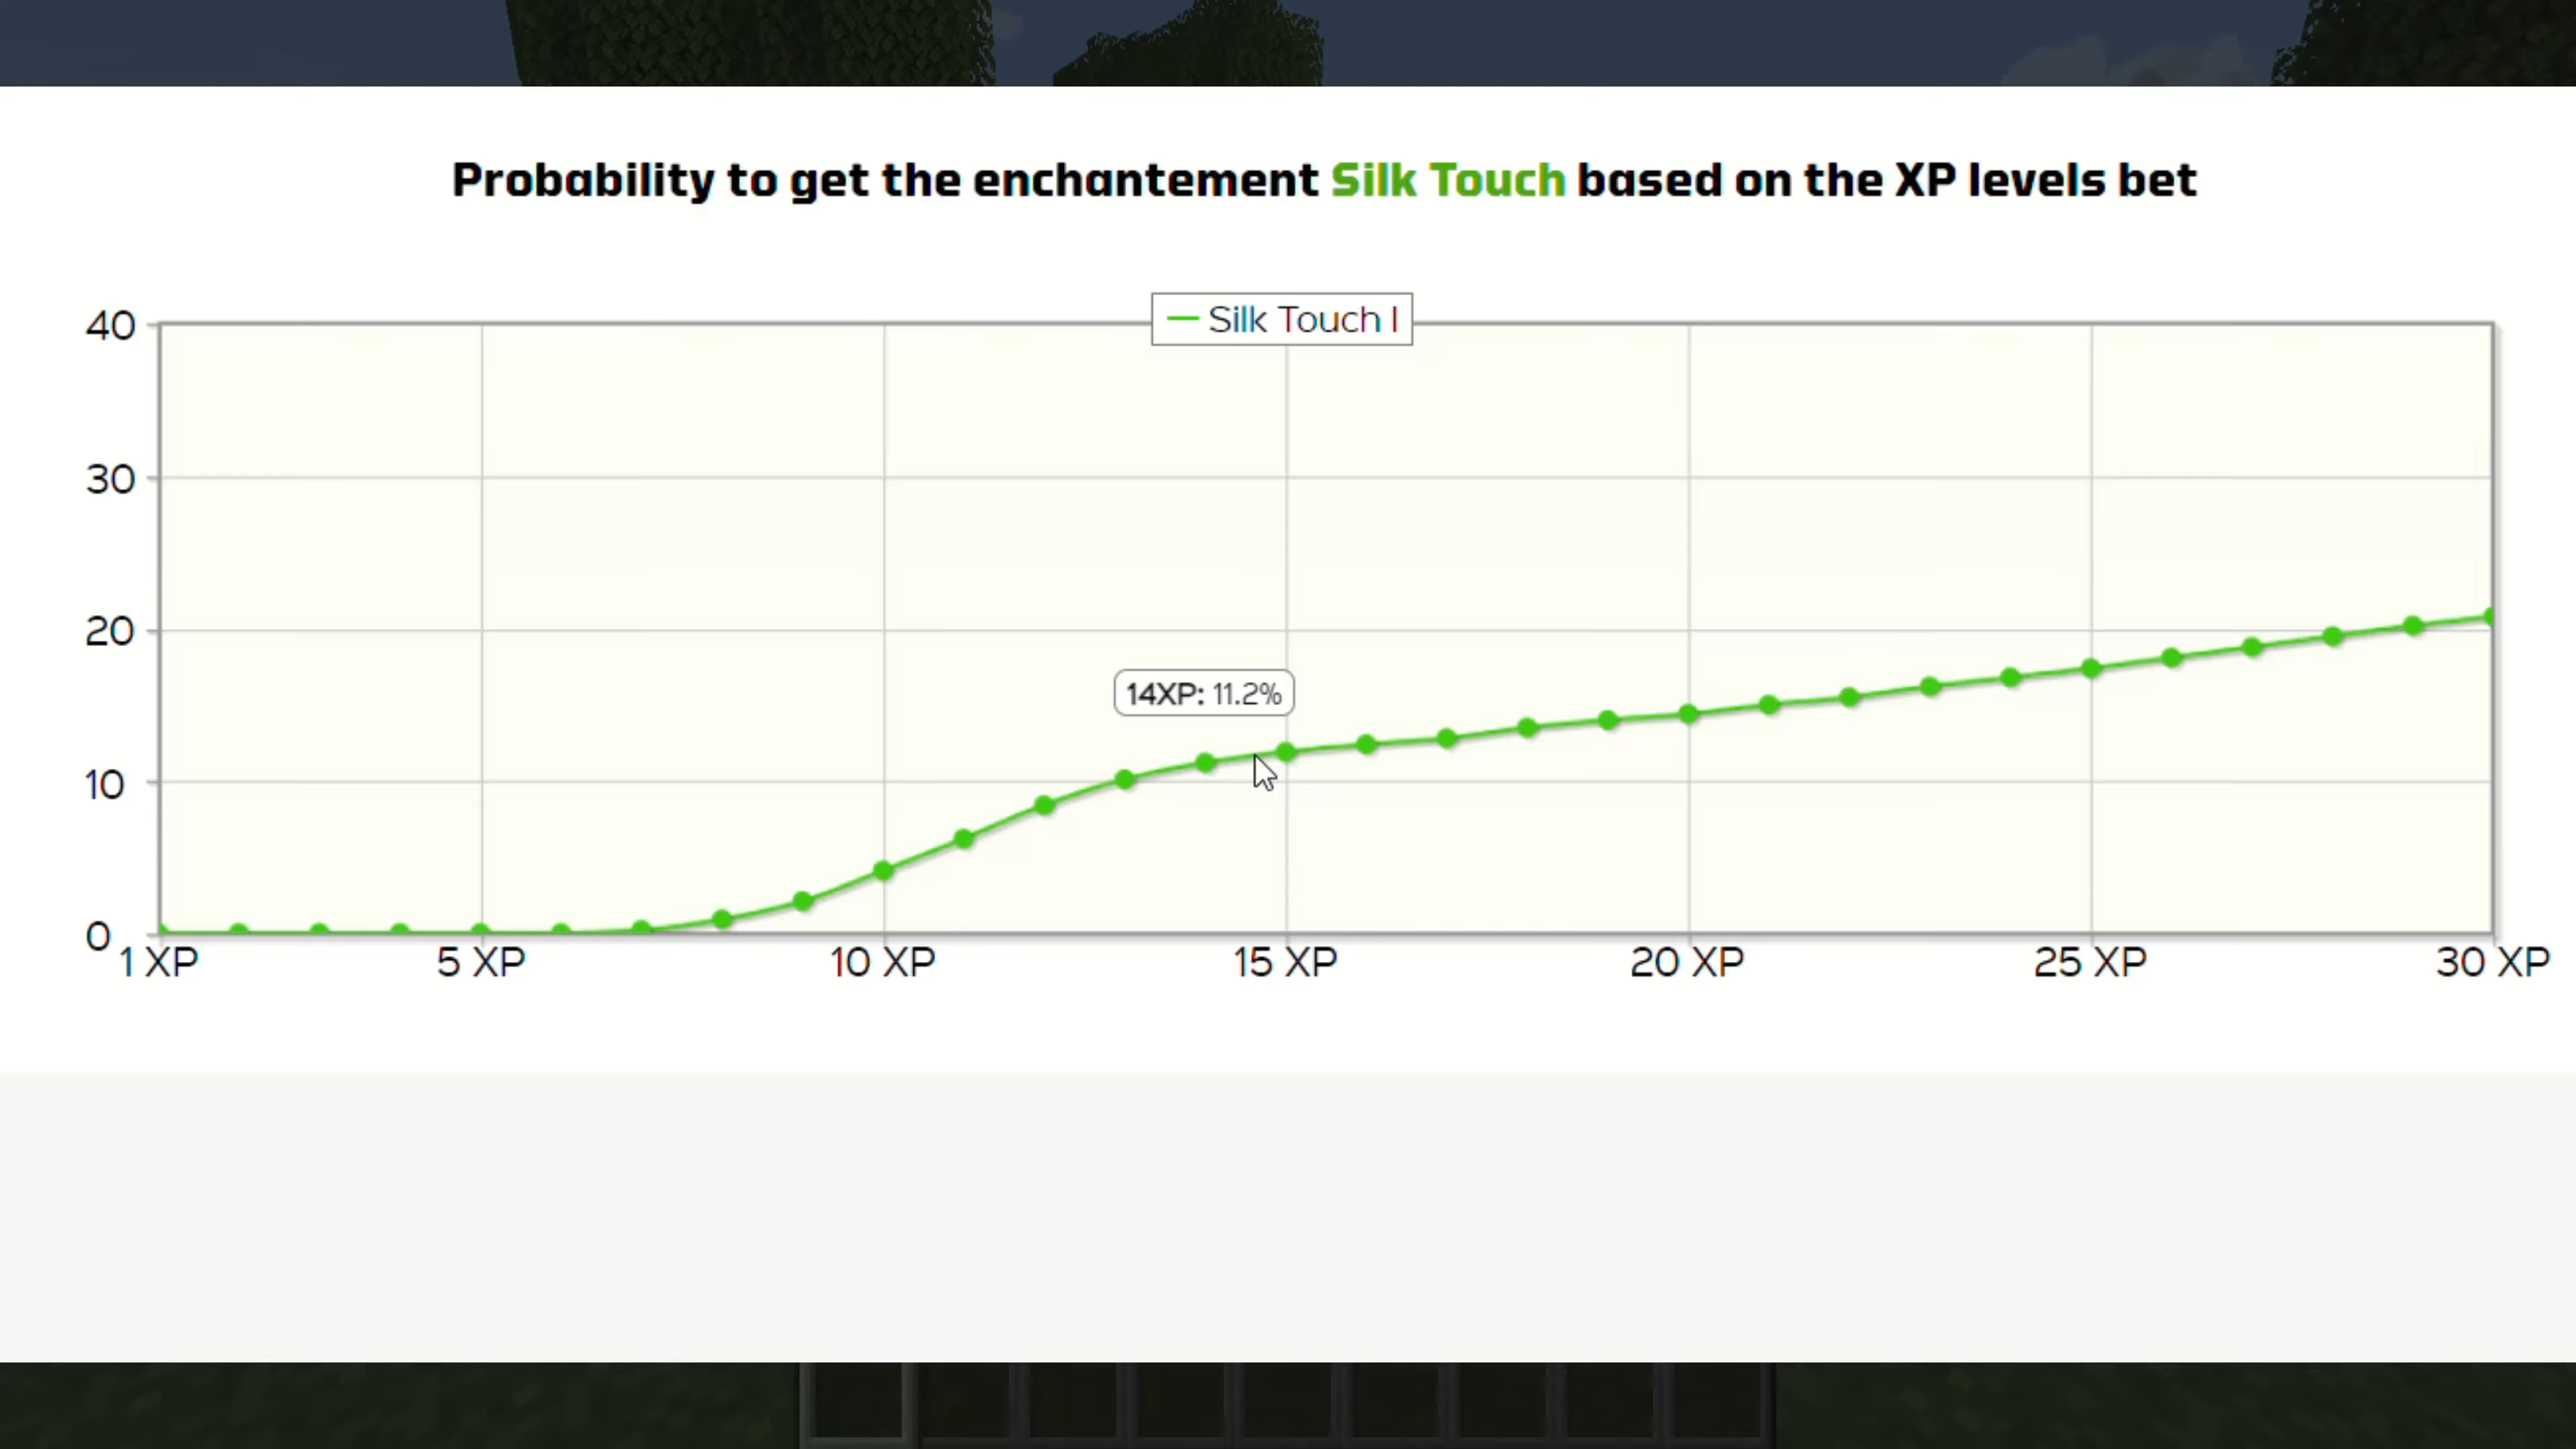 Probability to get the enchantement Silk Touch based on the XP levels bet
Silk Touch I
40
30
20
14XP: 11.2%
10
0
1 XP 5 XP 10 XP 15 XP 20 XP 25 XP 30 XP